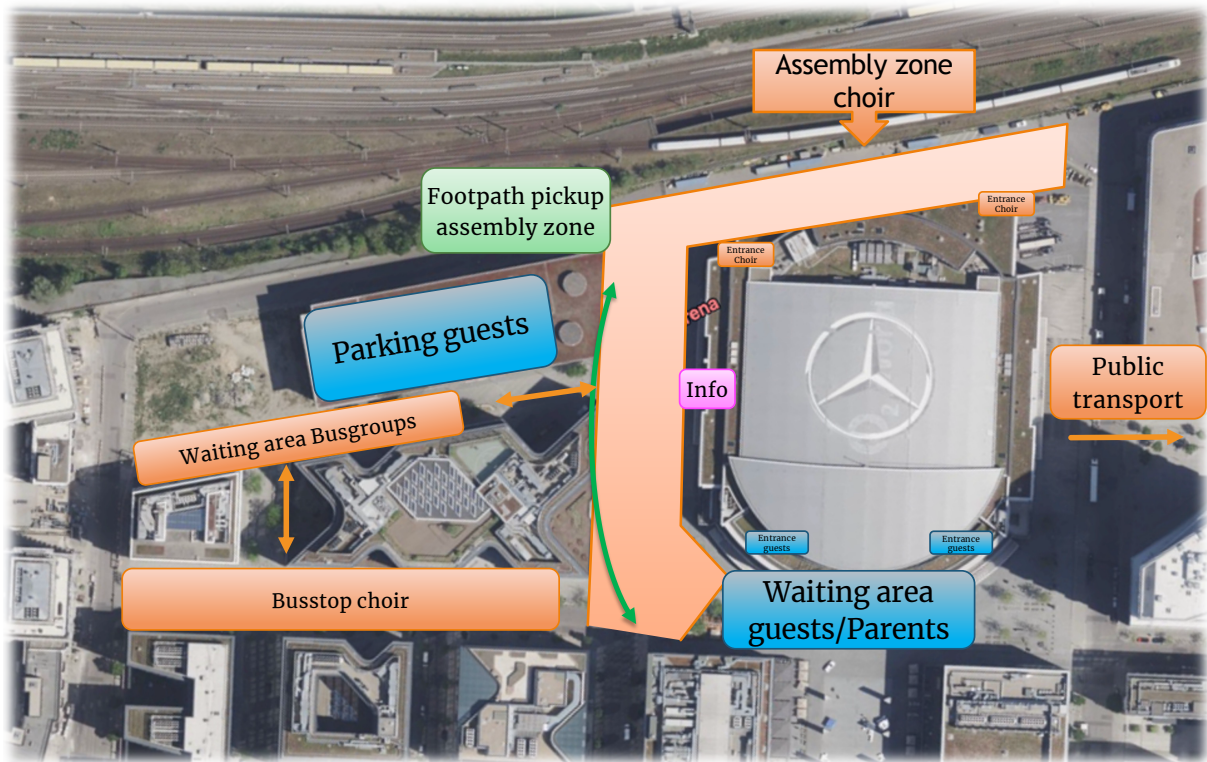 Assembly zone
choir
Footpath pickup
assembly zone
Entrance
Choir
Entrance
Choir
Parking guests
rena
Info
Public
transport
Waiting area Busgroups
Entrance
guests
Entrance
guests
Busstop choir
Waiting area
guests/Parents